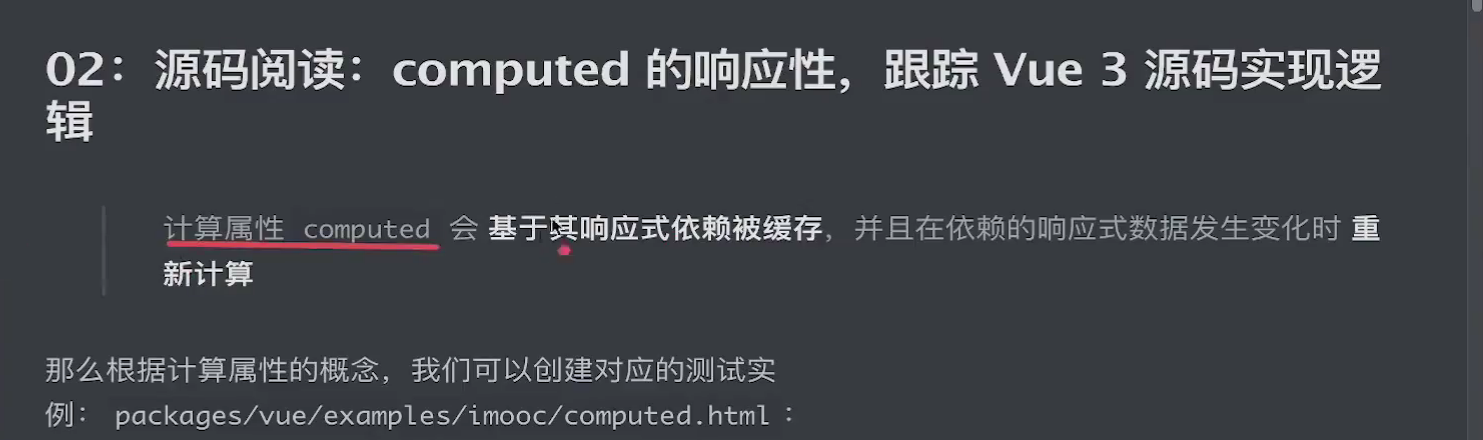 02：源码阅读：computed 的响应性，跟踪 Vue 3 源码实现逻
辑
计算属性 computed 会 基于其响应式依赖被缓存，并且在依赖的响应式数据发生变化时 重
新计算
那么根据计算属性的概念，我们可以创建对应的测试实
例： packages/vue/examples/imooc/computed.html ：